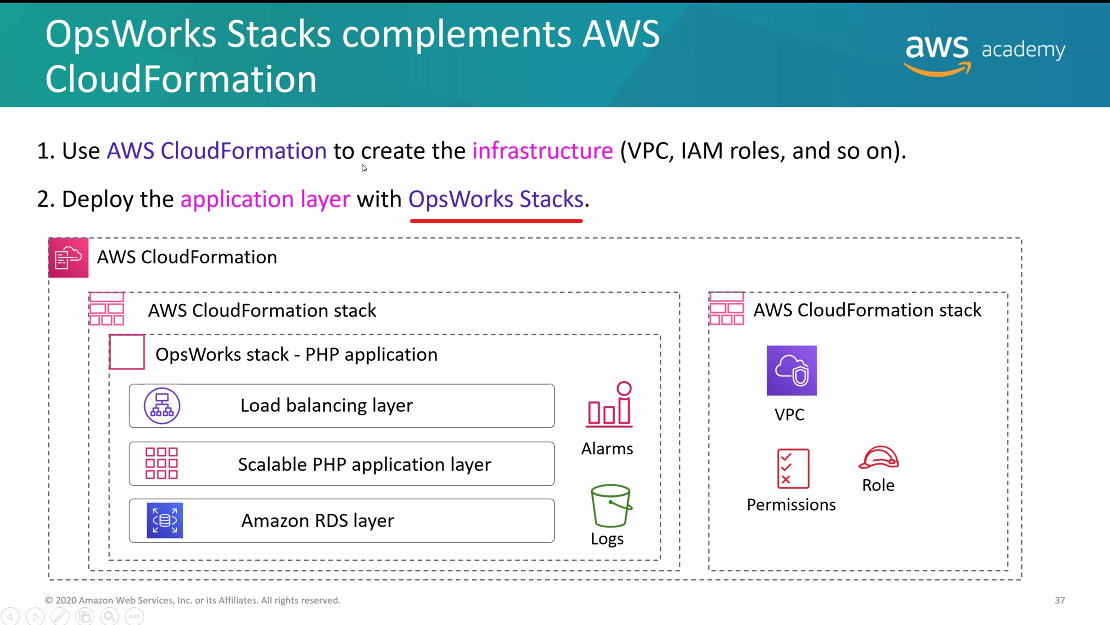 OpsWorks Stacks complements AWS
CloudFormation
aws academy
1. Use AWS CloudFormation to create the infrastructure (VPC, IAM roles, and so on).
2. Deploy the application layer with OpsWorks Stacks.
AWS CloudFormation
AWS CloudFormation stack
OpsWorks stack - PHP application
Load balancing layer
Scalable PHP application layer
Amazon RDS layer
Alarms
Logs
AWS CloudFormation stack
VPC
Permissions
Role
© 2020 Amazon Web Services, Inc. or its Affiliates. All rights reserved.
37